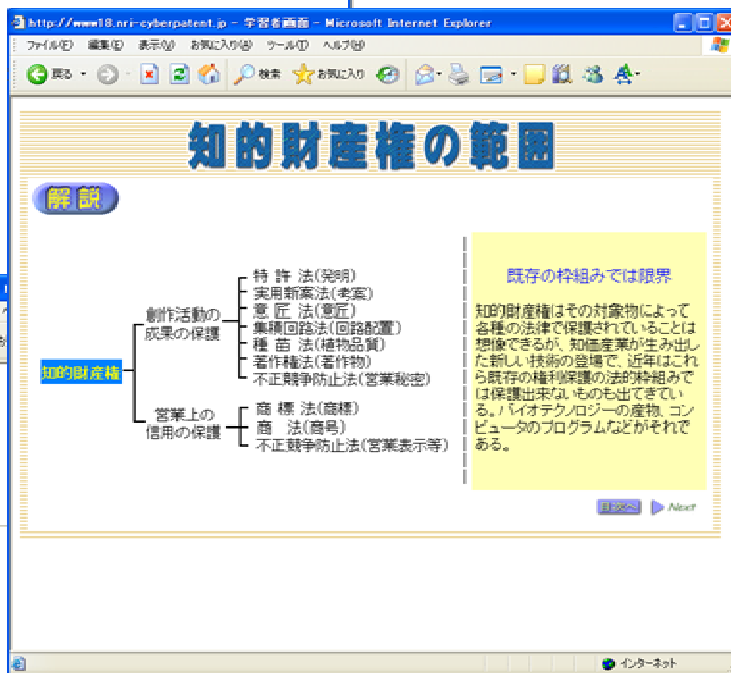 http://www18.nri-cyberpatent.jp - 学習者画面 - Microsoft Internet Explorer
ファイル(F) 編集(E) 表示(V) お気に入り(A) ツール(T) ヘルプ(H)
戻る 検索 お気に入り
知的財産権の範囲
解説
知的財産権
創作活動の
成果の保護
特 許 法(発明)
実用新案法(考案)
意 匠 法(意匠)
集積回路法(回路配置)
種 苗 法(植物品質)
著作権法(著作物)
不正競争防止法(営業秘密)
営業上の
信用の保護
商 標 法(商標)
商 法(商号)
不正競争防止法(営業表示等)
既存の枠組みでは限界
知的財産権はその対象物によって
各種の法律で保護されていることは
想像できるが、知価産業が生み出し
た新しい技術の登場で、近年はこれ
ら既存の権利保護の法的枠組みで
は保護出来ないものも出てきてい
る。バイオテクノロジーの産物、コン
ピュータのプログラムなどがそれで
ある。
目次へ Next
インターネット